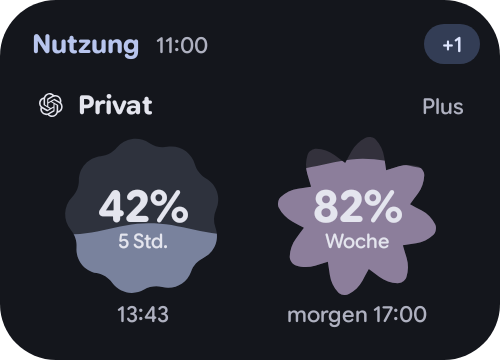 Nutzung 11:00 +1
Privat Plus
42% 82%
5 Std. Woche
13:43 morgen 17:00